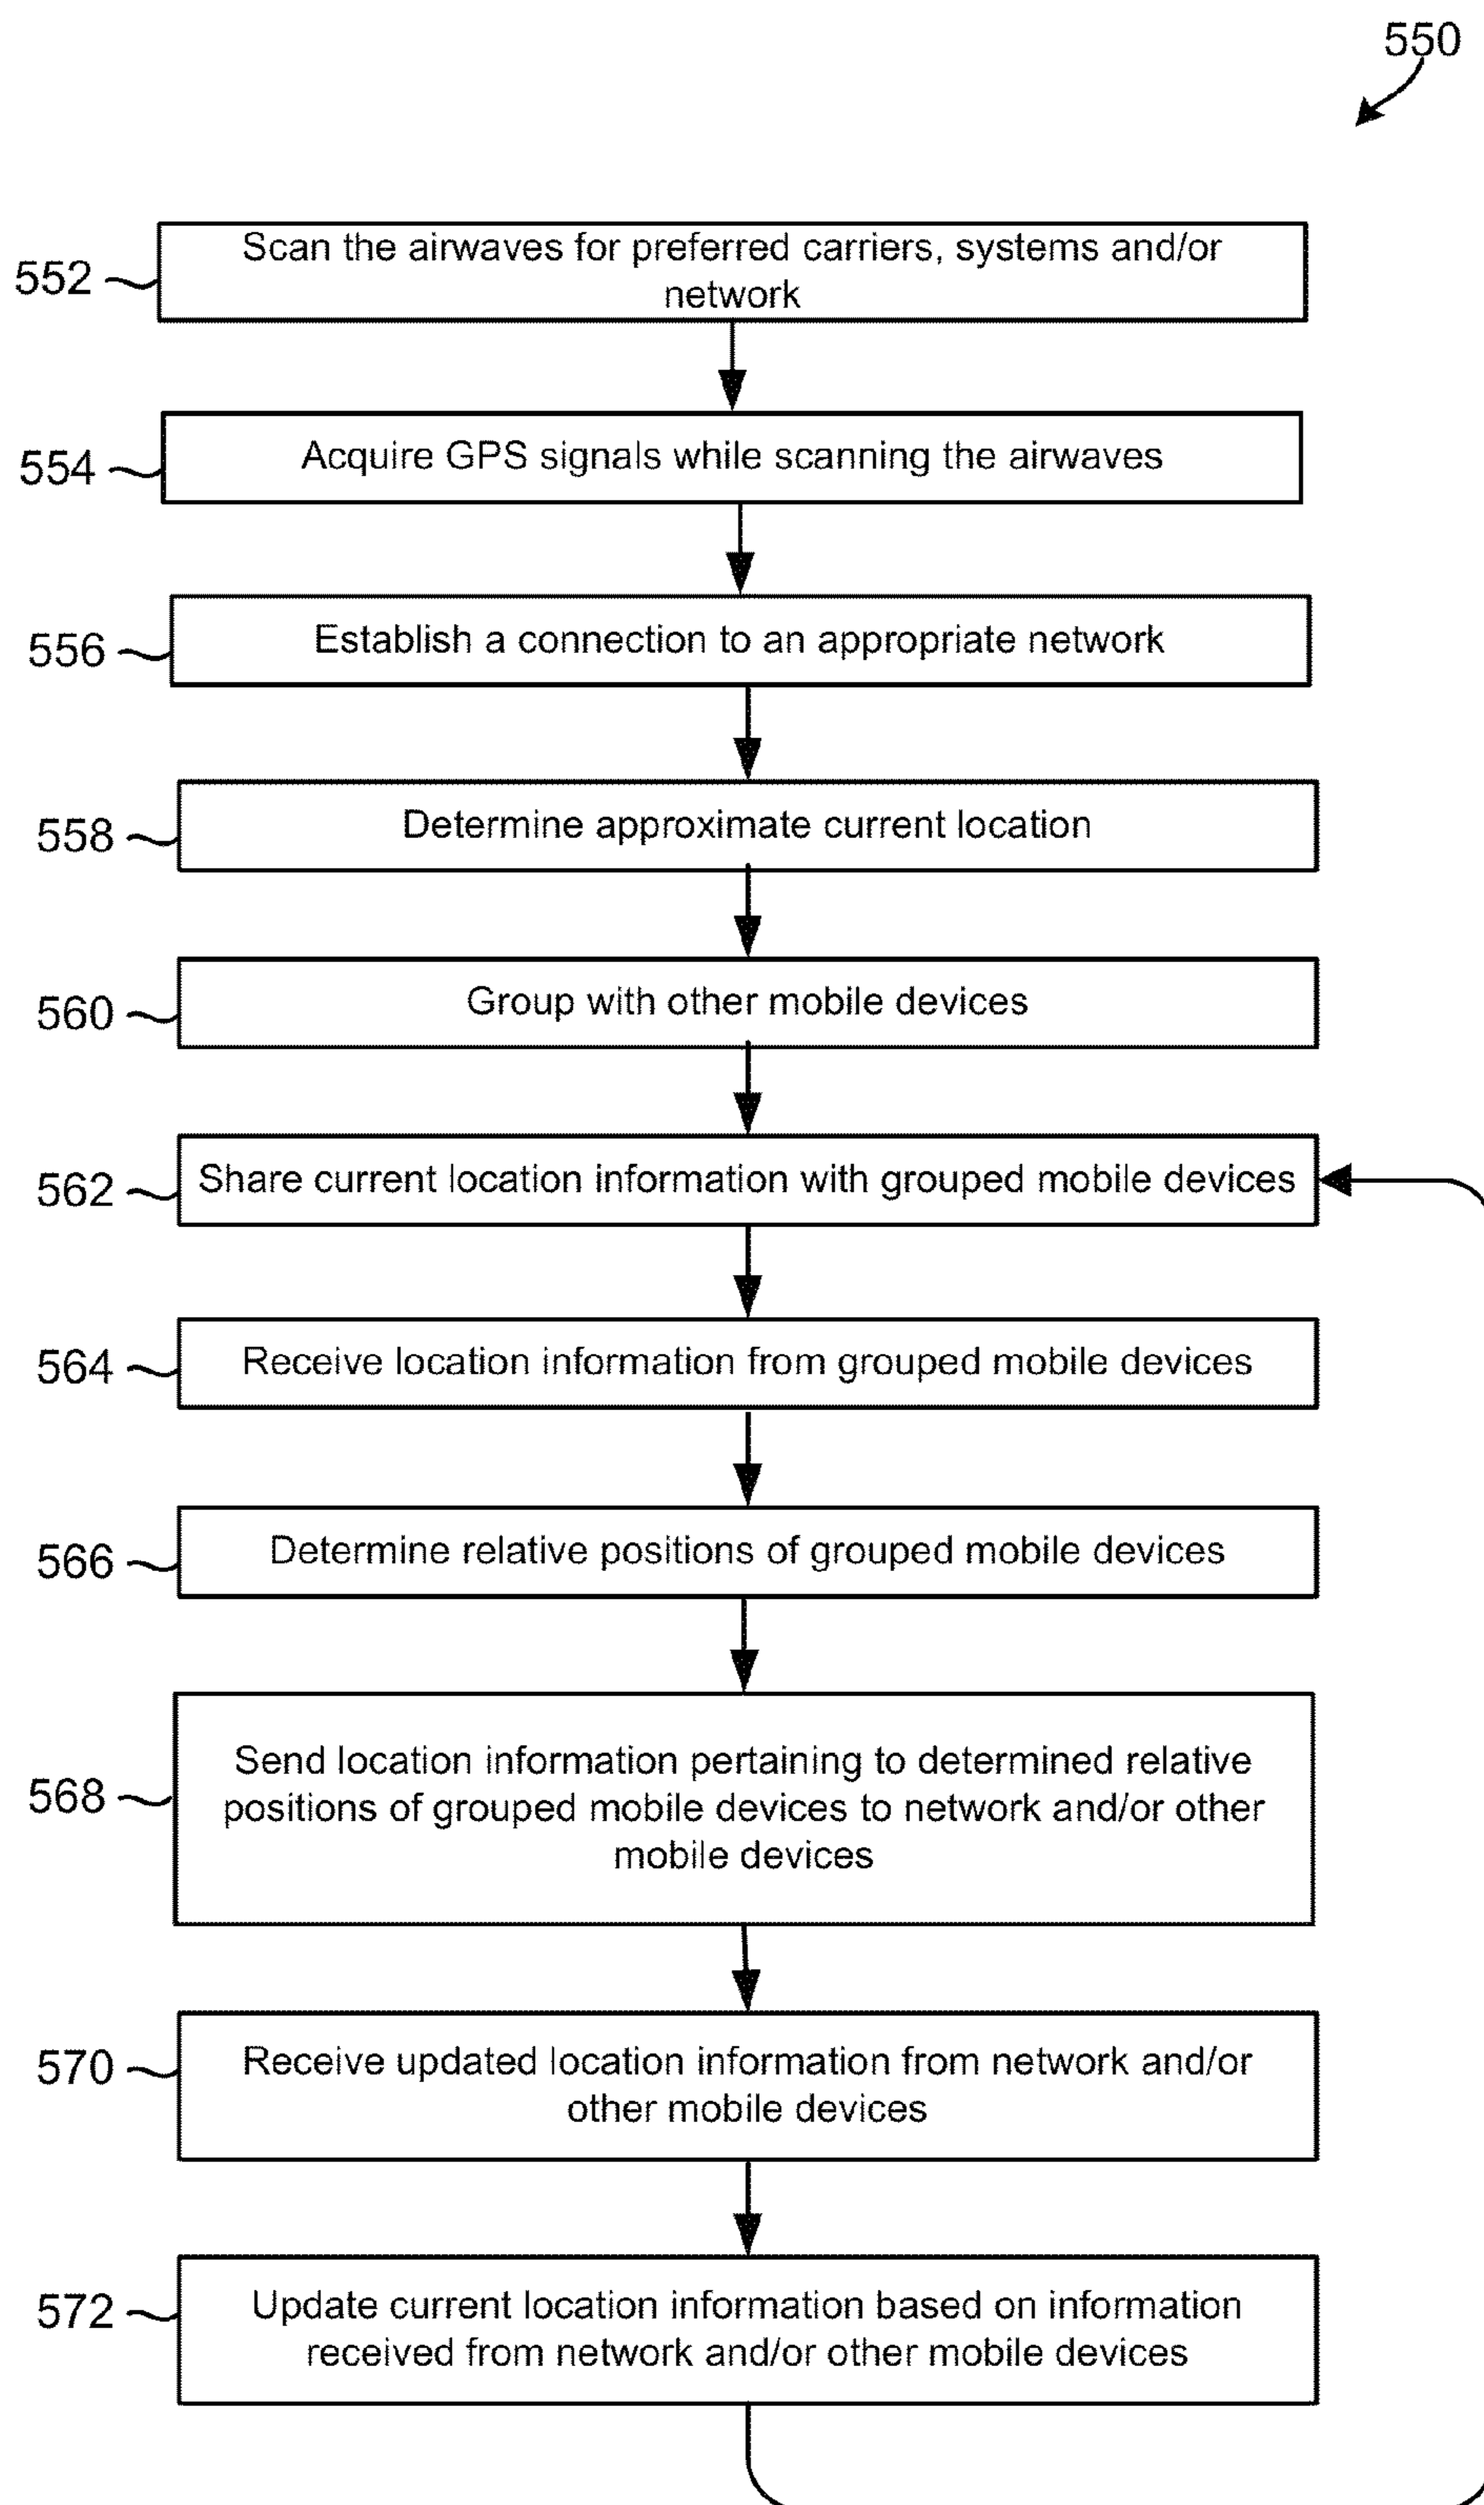 550
552
Scan the airwaves for preferred carriers, systems and/or
network
554
Acquire GPS signals while scanning the airwaves
556
Establish a connection to an appropriate network
558
Determine approximate current location
560
Group with other mobile devices
562
Share current location information with grouped mobile devices
564
Receive location information from grouped mobile devices
566
Determine relative positions of grouped mobile devices
568
Send location information pertaining to determined relative
positions of grouped mobile devices to network and/or other
mobile devices
570
Receive updated location information from network and/or
other mobile devices
572
Update current location information based on information
received from network and/or other mobile devices